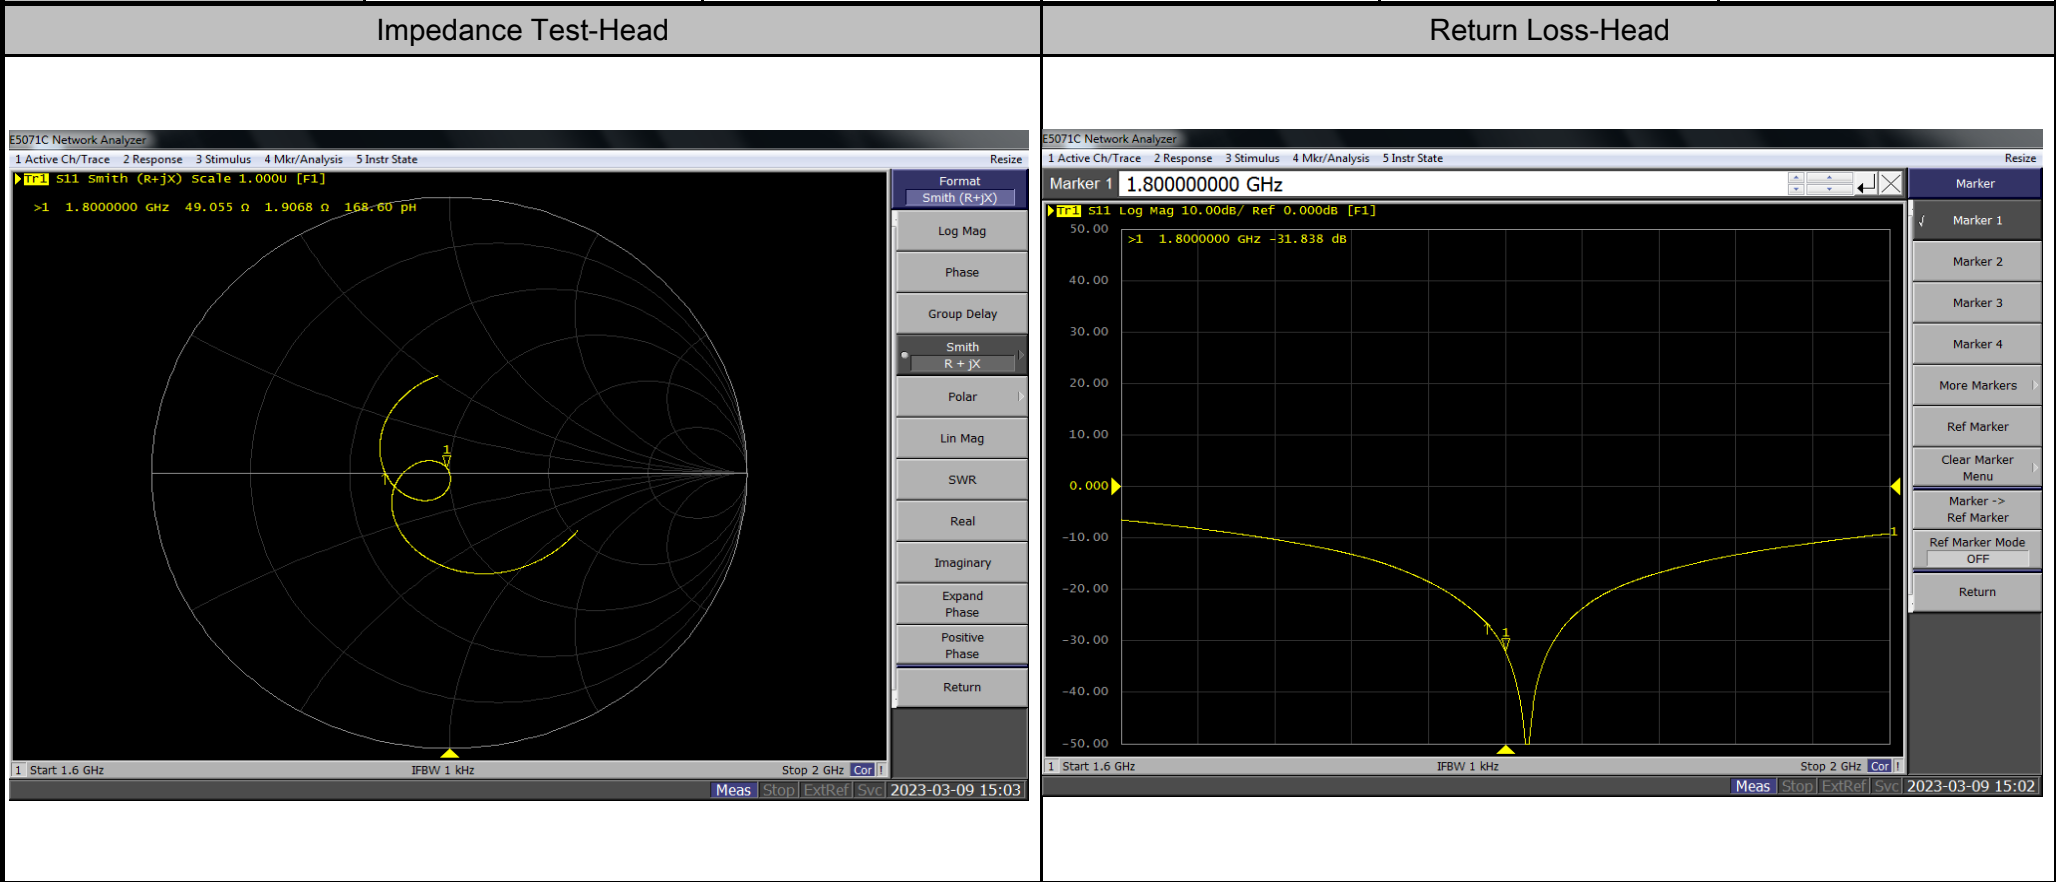 Impedance Test-Head
E5071C Network Analyzer
1 Active Ch/Trace 2 Response 3 Stimulus 4 Mkr/Analysis 5 Instr State Resize
Tr1 S11 Smith (R+jX) Scale 1.000U [F1]
>1 1.8000000 GHz 49.055 Ω 1.9068 Ω 168.60 pH
1
Format
Smith (R+jX)
Log Mag
Phase
Group Delay
Smith
R + jX
Polar
Lin Mag
SWR
Real
Imaginary
Expand
Phase
Positive
Phase
Return
1 Start 1.6 GHz IFBW 1 kHz Stop 2 GHz Cor !
Meas Stop ExtRef Svc 2023-03-09 15:03
Return Loss-Head
E5071C Network Analyzer
1 Active Ch/Trace 2 Response 3 Stimulus 4 Mkr/Analysis 5 Instr State Resize
Marker 1 1.800000000 GHz
Tr1 S11 Log Mag 10.00dB/ Ref 0.000dB [F1]
>1 1.8000000 GHz -31.838 dB
50.00
40.00
30.00
20.00
10.00
0.000
-10.00
-20.00
-30.00
-40.00
-50.00
1
1
Marker
Marker 1
Marker 2
Marker 3
Marker 4
More Markers
Ref Marker
Clear Marker
Menu
Marker ->
Ref Marker
Ref Marker Mode
OFF
Return
1 Start 1.6 GHz IFBW 1 kHz Stop 2 GHz Cor !
Meas Stop ExtRef Svc 2023-03-09 15:02